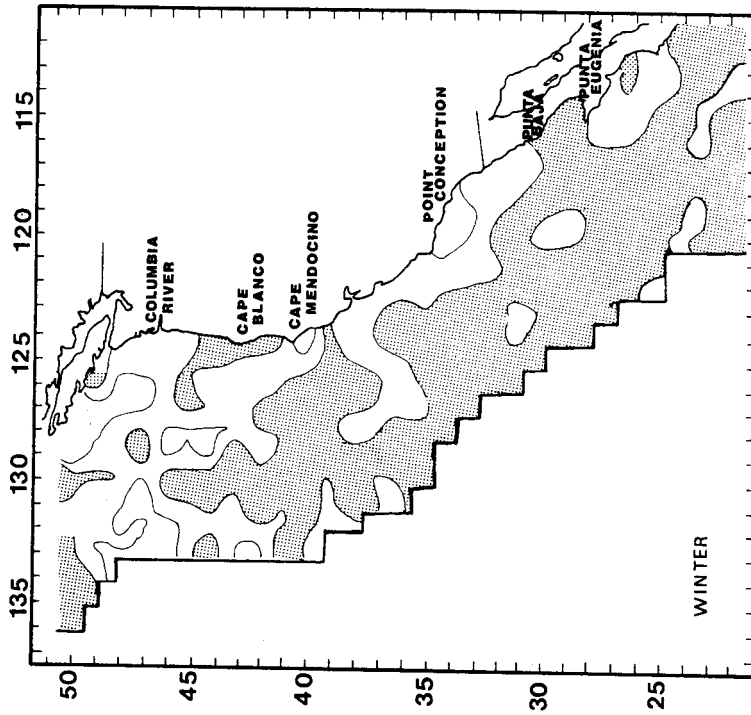 115
120
125
130
135
50
45
40
35
30
25
COLUMBIA
RIVER
CAPE
BLANCO
CAPE
MENDOCINO
POINT
CONCEPTION
PUNTA
BAJA
PUNTA
EUGENIA
WINTER